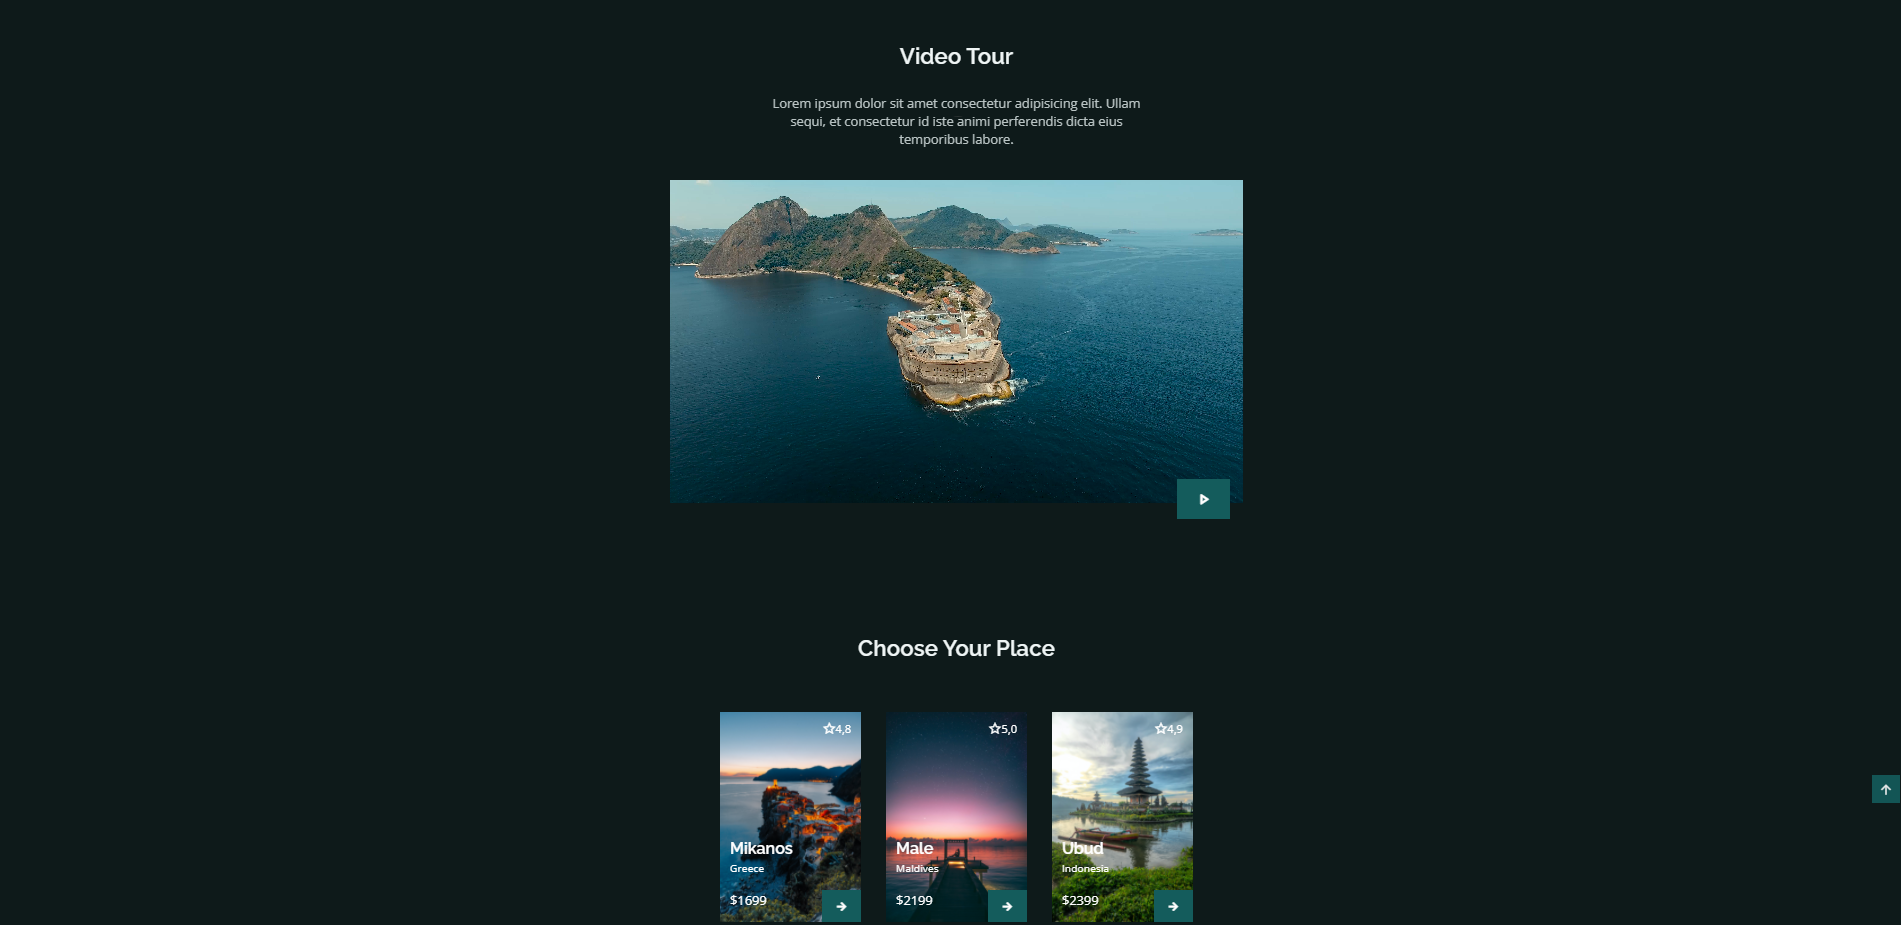 Video Tour
Lorem ipsum dolor sit amet consectetur adipisicing elit. Ullam
sequi, et consectetur id iste animi perferendis dicta eius
temporibus labore.
Choose Your Place
4,8
Mikanos
Greece
$1699
5,0
Male
Maldives
$2199
4,9
Ubud
Indonesia
$2399